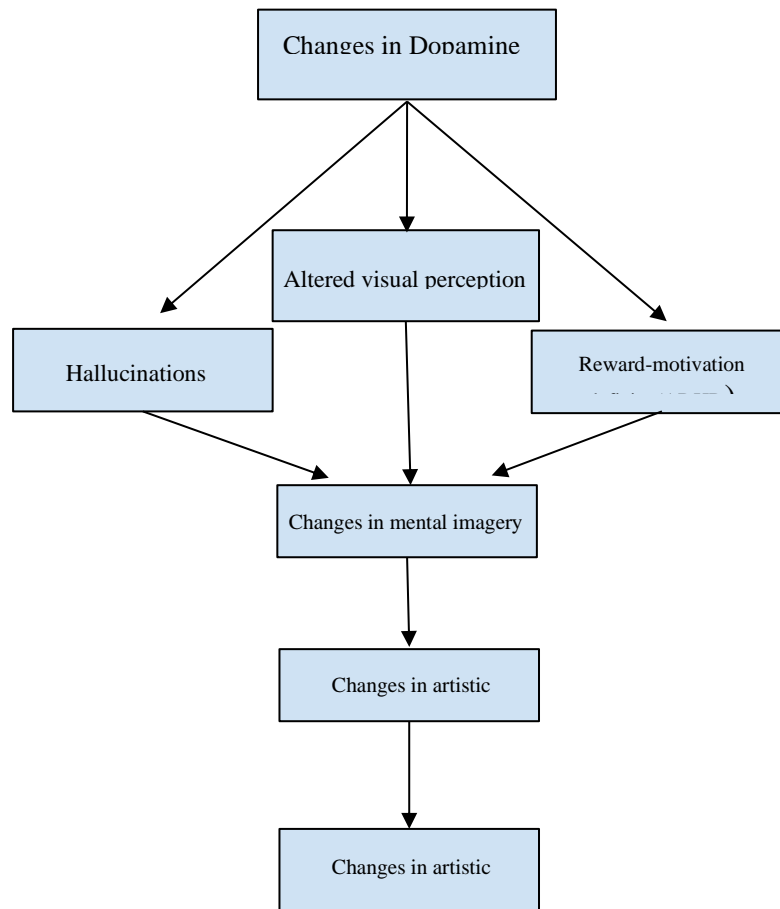 Changes in Dopamine
Altered visual perception
Hallucinations
Reward-motivation
Changes in mental imagery
Changes in artistic
Changes in artistic